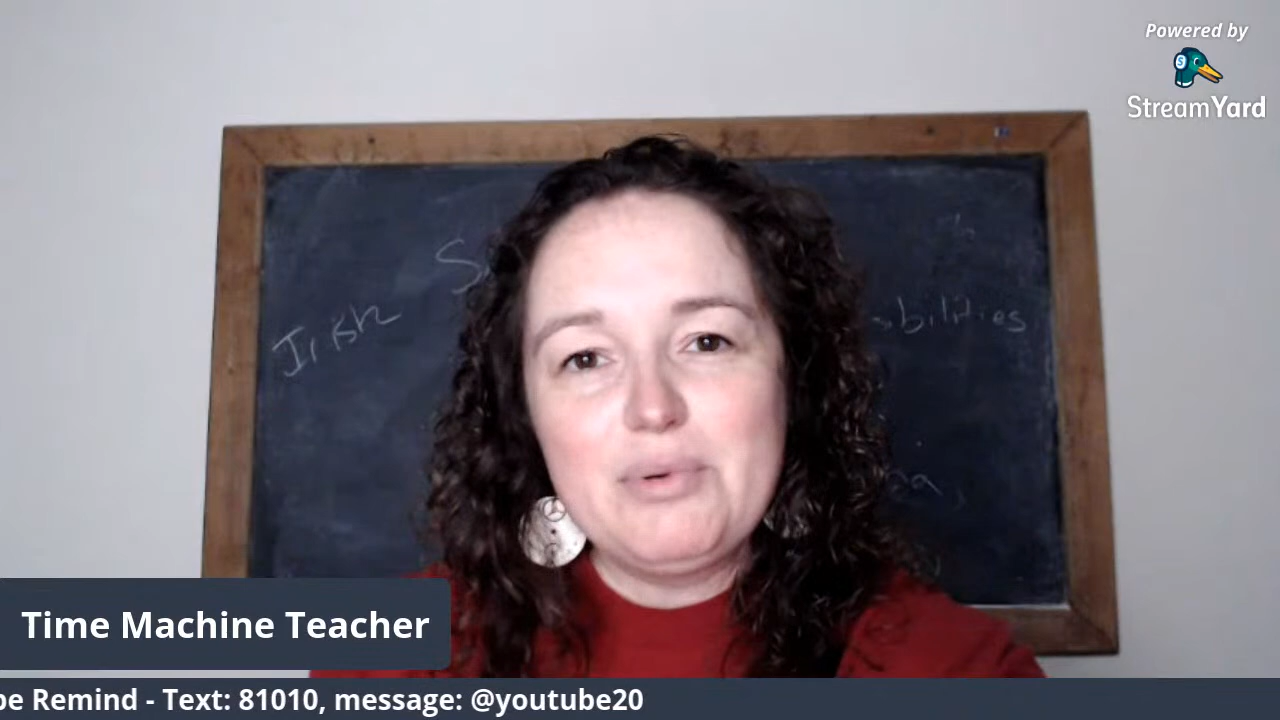 Powered by
StreamYard
Irish
Time Machine Teacher
Remind - Text: 81010, message: @youtube20